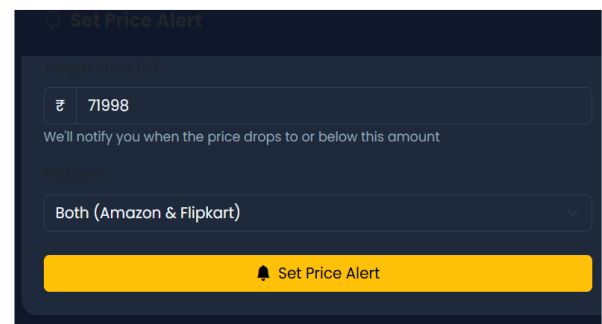 Set Price Alert
Target Price (₹)
₹ 71998
We'll notify you when the price drops to or below this amount
Platform
Both (Amazon & Flipkart)
Set Price Alert